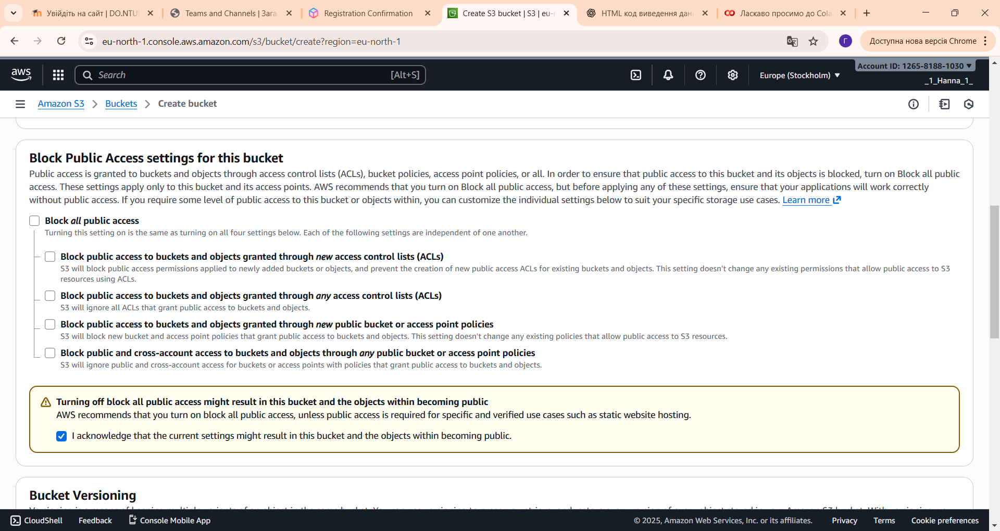 Увійдіть на сайт | DO.NTU
Teams and Channels | Зага
Registration Confirmation
Create S3 bucket | S3 | eu-
HTML код виведення дан
Ласкаво просимо до Cola
eu-north-1.console.aws.amazon.com/s3/bucket/create?region=eu-north-1
Г
Доступна нова версія Chrome
aws
Search
[Alt+S]
Europe (Stockholm)
Account ID: 1265-8188-1030
_1_Hanna_1_
Amazon S3
Buckets
Create bucket
Block Public Access settings for this bucket
Public access is granted to buckets and objects through access control lists (ACLs), bucket policies, access point policies, or all. In order to ensure that public access to this bucket and its objects is blocked, turn on Block all public
access. These settings apply only to this bucket and its access points. AWS recommends that you turn on Block all public access, but before applying any of these settings, ensure that your applications will work correctly
without public access. If you require some level of public access to this bucket or objects within, you can customize the individual settings below to suit your specific storage use cases. Learn more
Block all public access
Turning this setting on is the same as turning on all four settings below. Each of the following settings are independent of one another.
Block public access to buckets and objects granted through new access control lists (ACLs)
S3 will block public access permissions applied to newly added buckets or objects, and prevent the creation of new public access ACLs for existing buckets and objects. This setting doesn't change any existing permissions that allow public access to S3
resources using ACLs.
Block public access to buckets and objects granted through any access control lists (ACLs)
S3 will ignore all ACLs that grant public access to buckets and objects.
Block public access to buckets and objects granted through new public bucket or access point policies
S3 will block new bucket and access point policies that grant public access to buckets and objects. This setting doesn't change any existing policies that allow public access to S3 resources.
Block public and cross-account access to buckets and objects through any public bucket or access point policies
S3 will ignore public and cross-account access for buckets or access points with policies that grant public access to buckets and objects.
Turning off block all public access might result in this bucket and the objects within becoming public
AWS recommends that you turn on block all public access, unless public access is required for specific and verified use cases such as static website hosting.
I acknowledge that the current settings might result in this bucket and the objects within becoming public.
Bucket Versioning
CloudShell
Feedback
Console Mobile App
© 2025, Amazon Web Services, Inc. or its affiliates.
Privacy
Terms
Cookie preferences